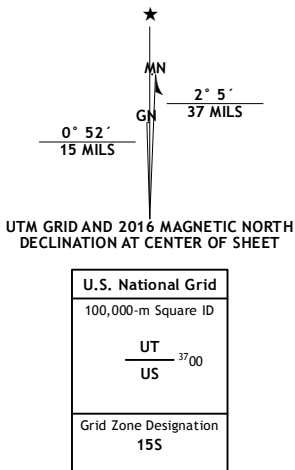 ★
MN
2° 5´
37 MILS
GN
0° 52´
15 MILS
UTM GRID AND 2016 MAGNETIC NORTH
DECLINATION AT CENTER OF SHEET
U.S. National Grid
100,000-m Square ID
UT
3700
US
Grid Zone Designation
15S